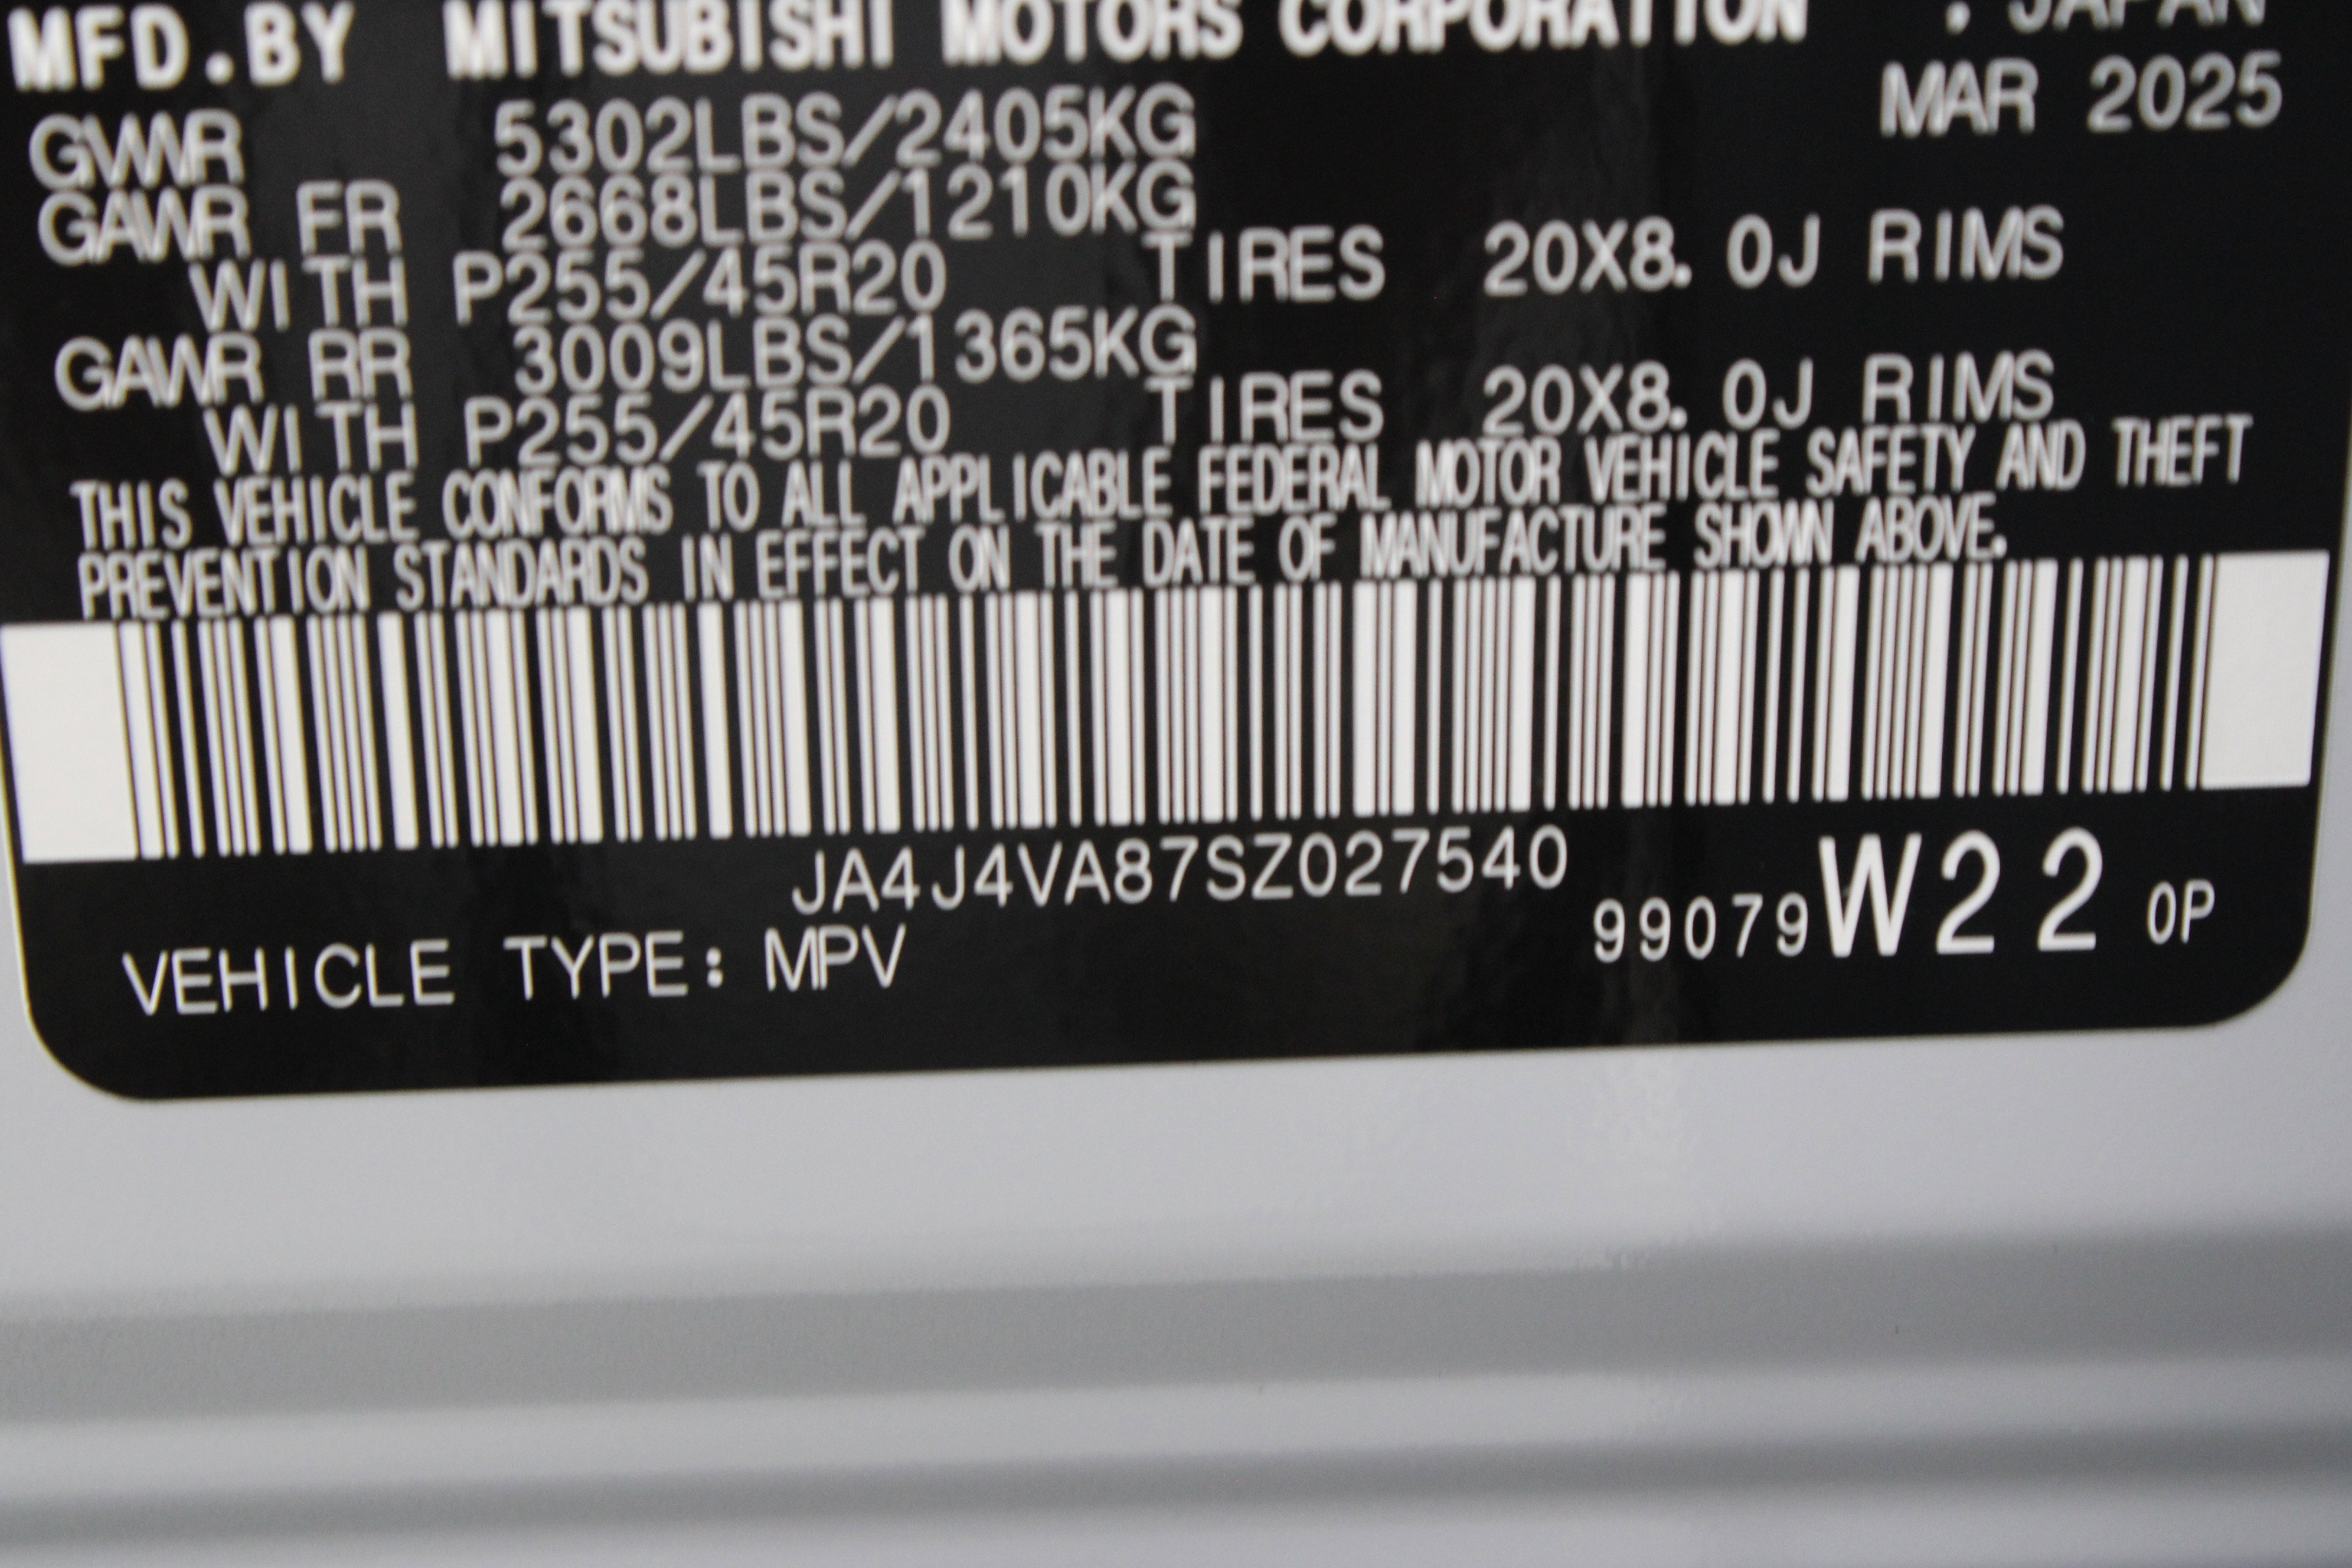 MFD.BY MITSUBISHI MOTORS CORPORATION , JAPAN
MAR 2025
GVWR 5302LBS/2405KG
GAWR FR 2668LBS/1210KG
WITH P255/45R20 TIRES 20X8.0J RIMS
GAWR RR 3009LBS/1365KG
WITH P255/45R20 TIRES 20X8.0J RIMS
THIS VEHICLE CONFORMS TO ALL APPLICABLE FEDERAL MOTOR VEHICLE SAFETY AND THEFT
PREVENTION STANDARDS IN EFFECT ON THE DATE OF MANUFACTURE SHOWN ABOVE.
JA4J4VA87SZ027540
99079 W22 0P
VEHICLE TYPE: MPV